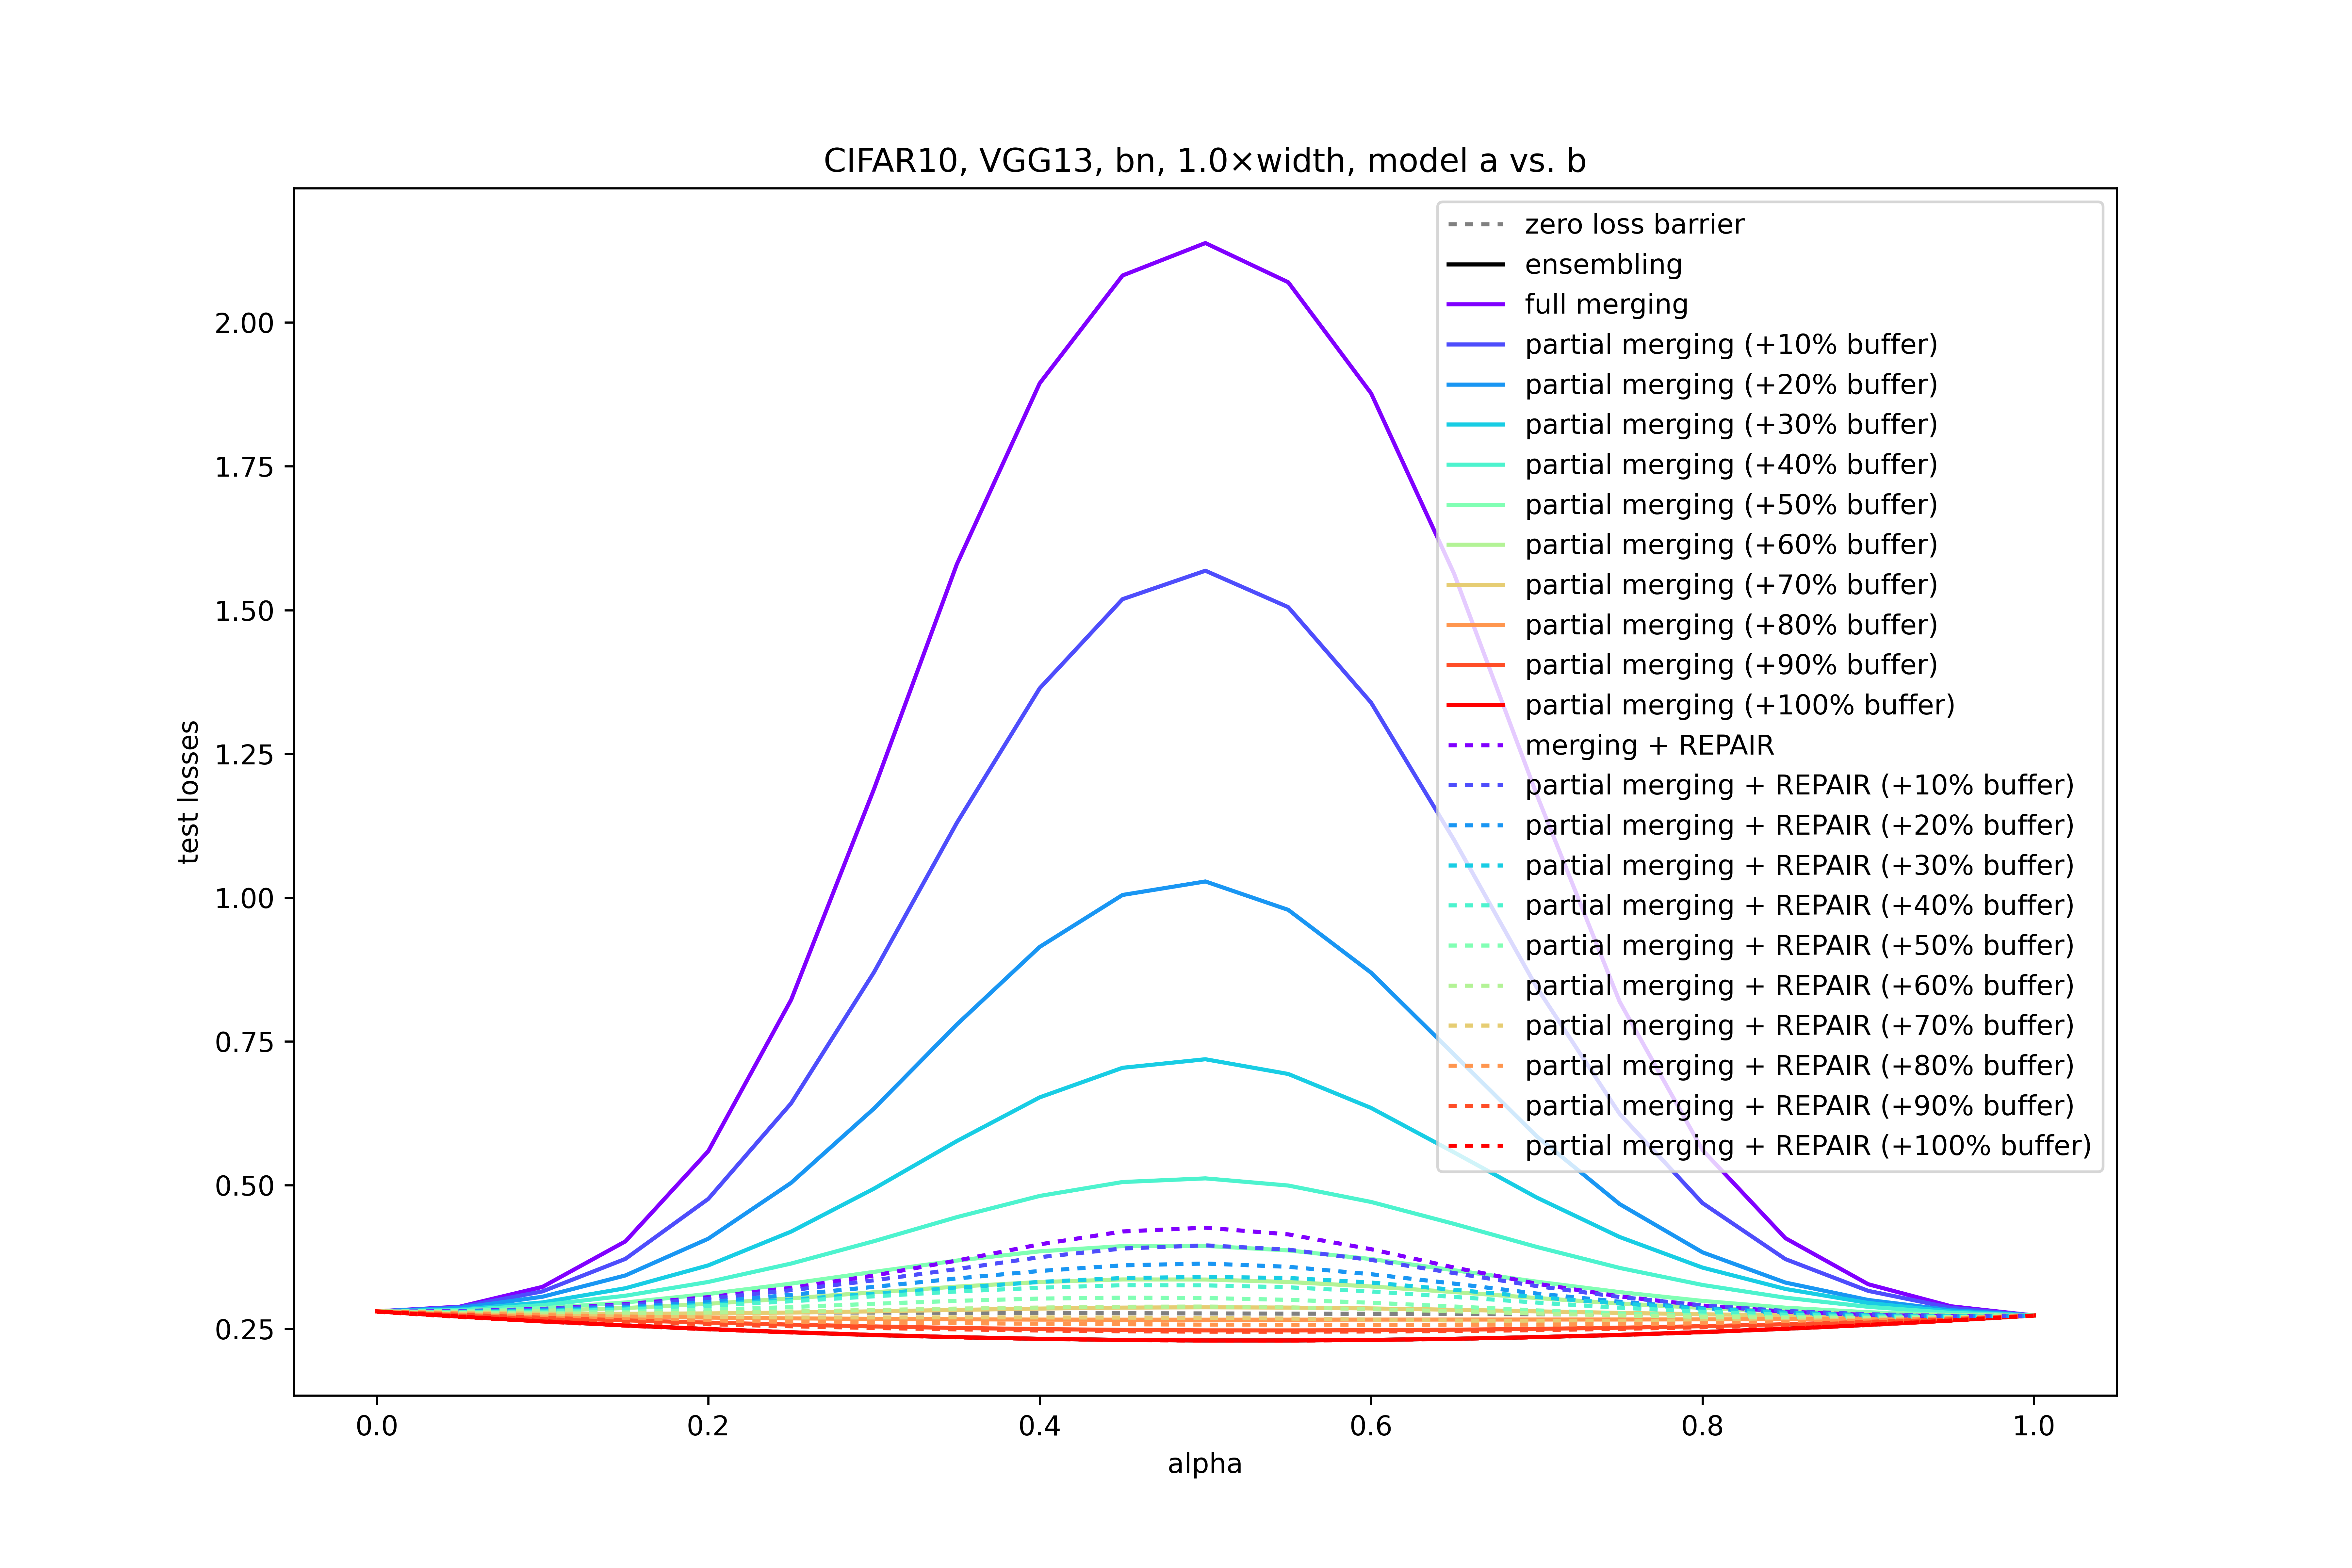 CIFAR10, VGG13, bn, 1.0×width, model a vs. b
zero loss barrier
ensembling
full merging
partial merging (+10% buffer)
partial merging (+20% buffer)
partial merging (+30% buffer)
partial merging (+40% buffer)
partial merging (+50% buffer)
partial merging (+60% buffer)
partial merging (+70% buffer)
partial merging (+80% buffer)
partial merging (+90% buffer)
partial merging (+100% buffer)
merging + REPAIR
partial merging + REPAIR (+10% buffer)
partial merging + REPAIR (+20% buffer)
partial merging + REPAIR (+30% buffer)
partial merging + REPAIR (+40% buffer)
partial merging + REPAIR (+50% buffer)
partial merging + REPAIR (+60% buffer)
partial merging + REPAIR (+70% buffer)
partial merging + REPAIR (+80% buffer)
partial merging + REPAIR (+90% buffer)
partial merging + REPAIR (+100% buffer)
test losses
2.00
1.75
1.50
1.25
1.00
0.75
0.50
0.25
0.0 0.2 0.4 0.6 0.8 1.0
alpha